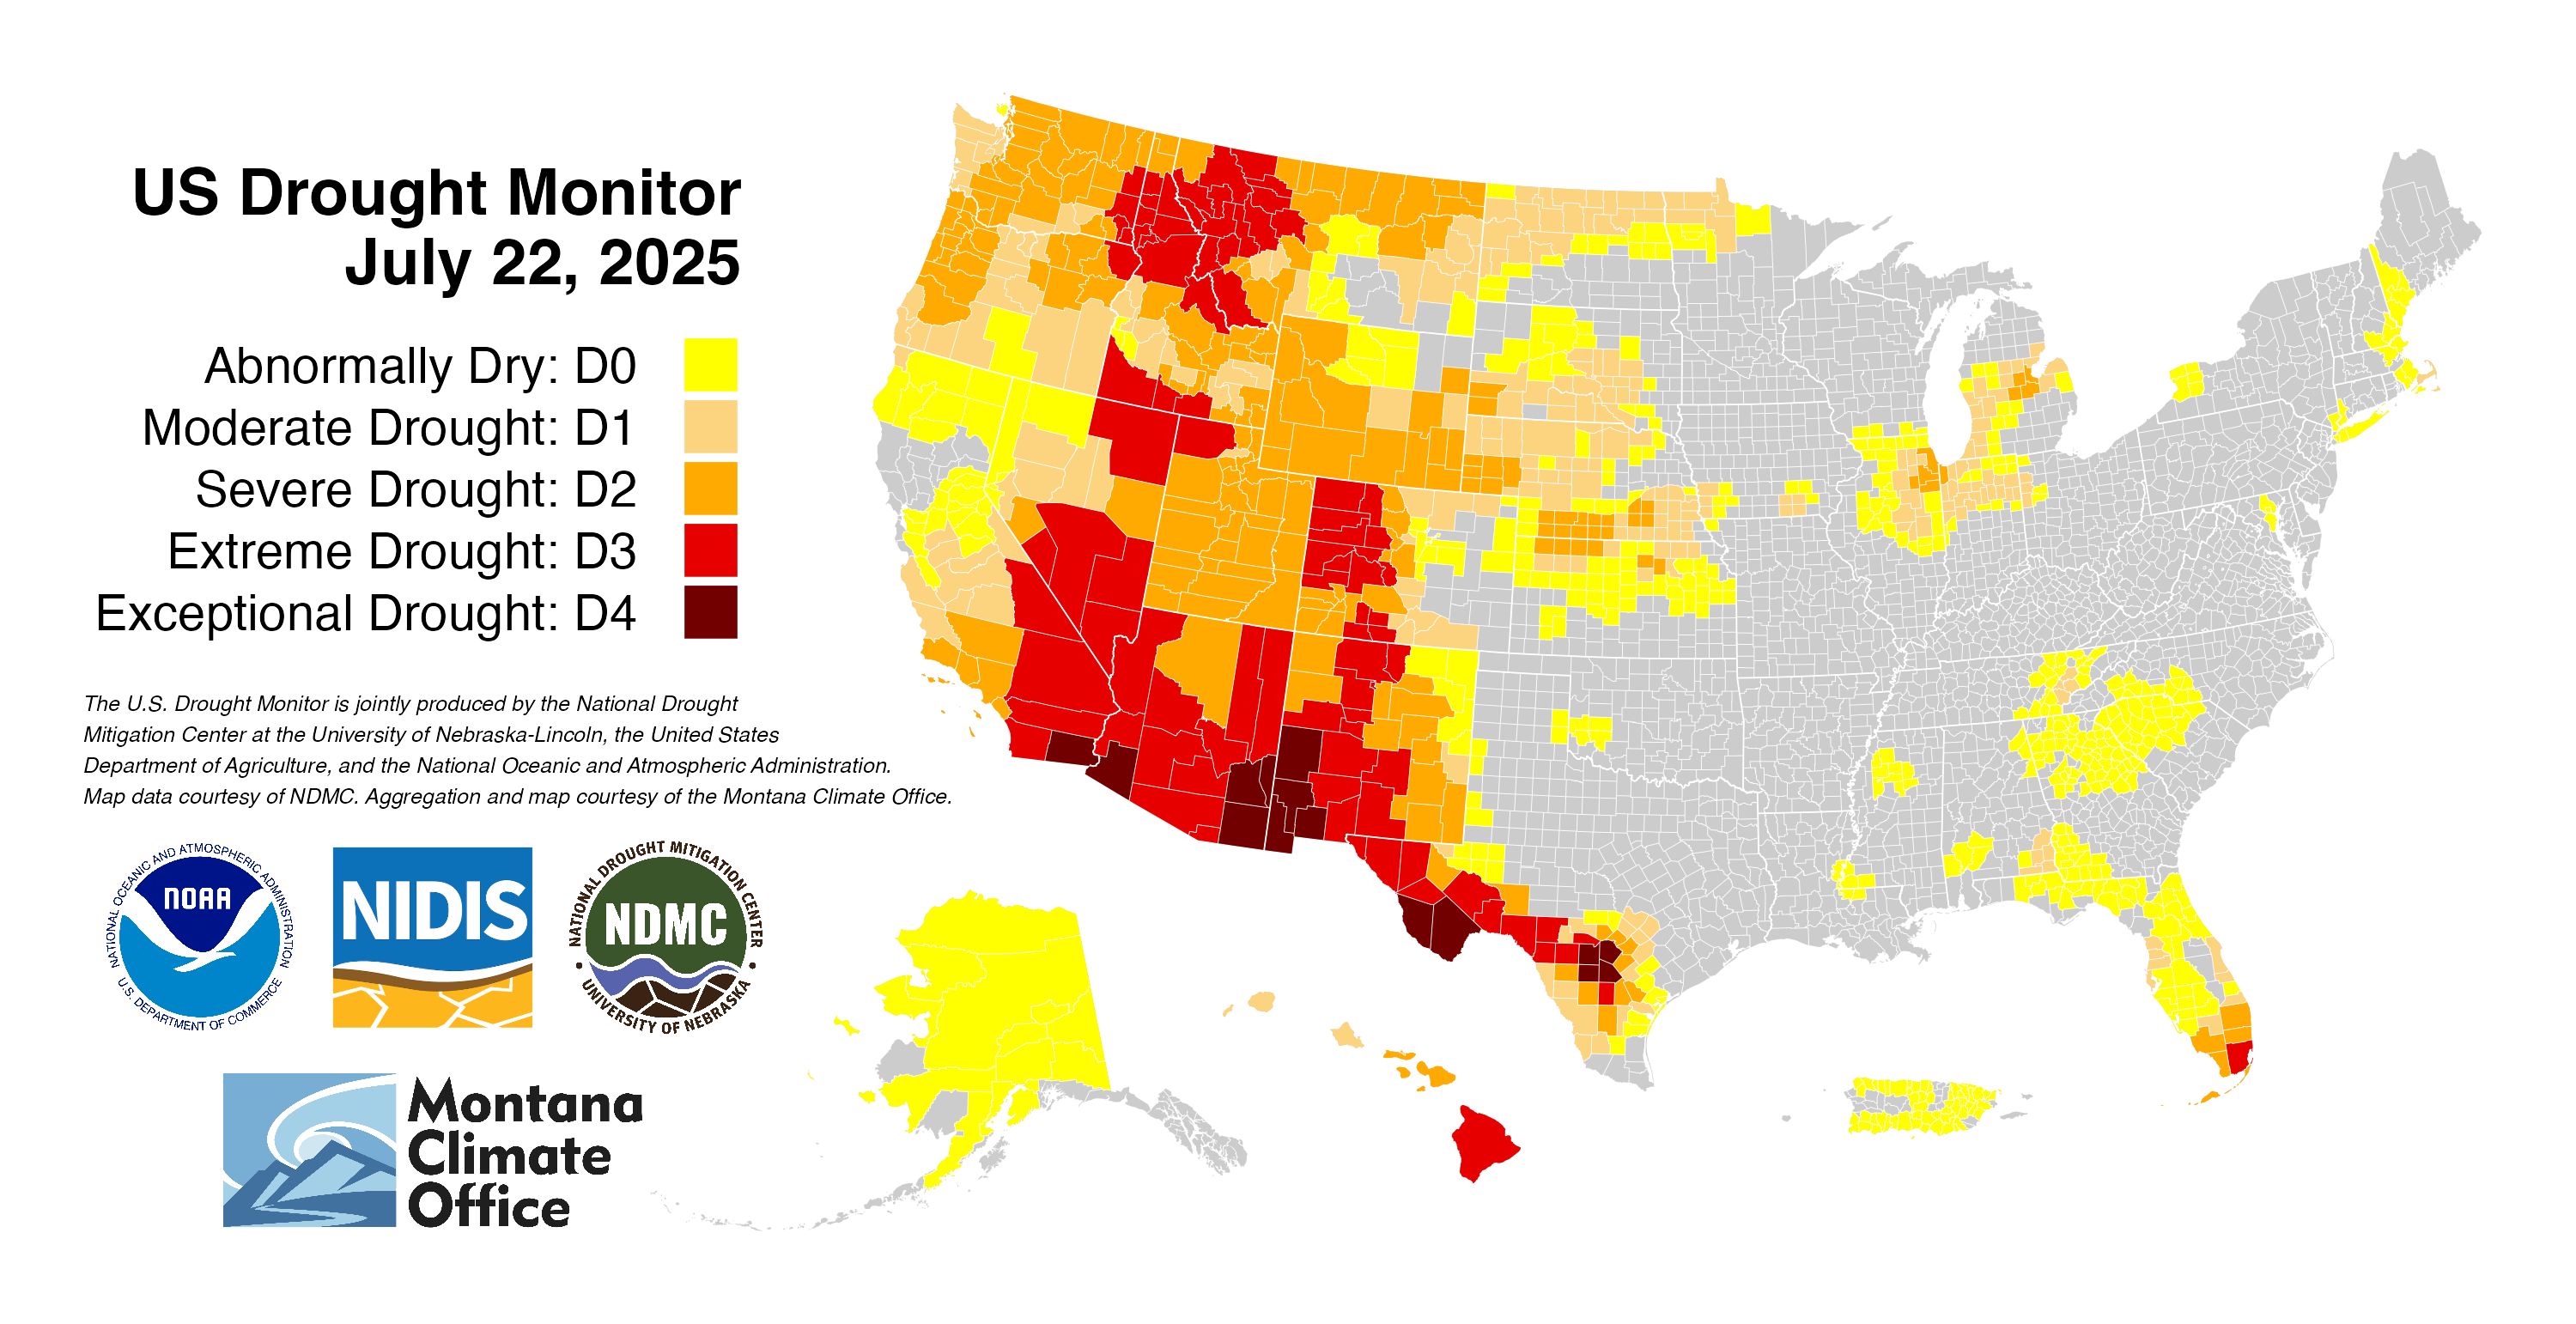 US Drought Monitor
July 22, 2025
Abnormally Dry: D0
Moderate Drought: D1
Severe Drought: D2
Extreme Drought: D3
Exceptional Drought: D4
The U.S. Drought Monitor is jointly produced by the National Drought
Mitigation Center at the University of Nebraska-Lincoln, the United States
Department of Agriculture, and the National Oceanic and Atmospheric Administration.
Map data courtesy of NDMC. Aggregation and map courtesy of the Montana Climate Office.
NATIONAL OCEANIC AND ATMOSPHERIC ADMINISTRATION
NOAA
U.S. DEPARTMENT OF COMMERCE
NIDIS
NATIONAL DROUGHT MITIGATION CENTER
NDMC
UNIVERSITY OF NEBRASKA
Montana
Climate
Office